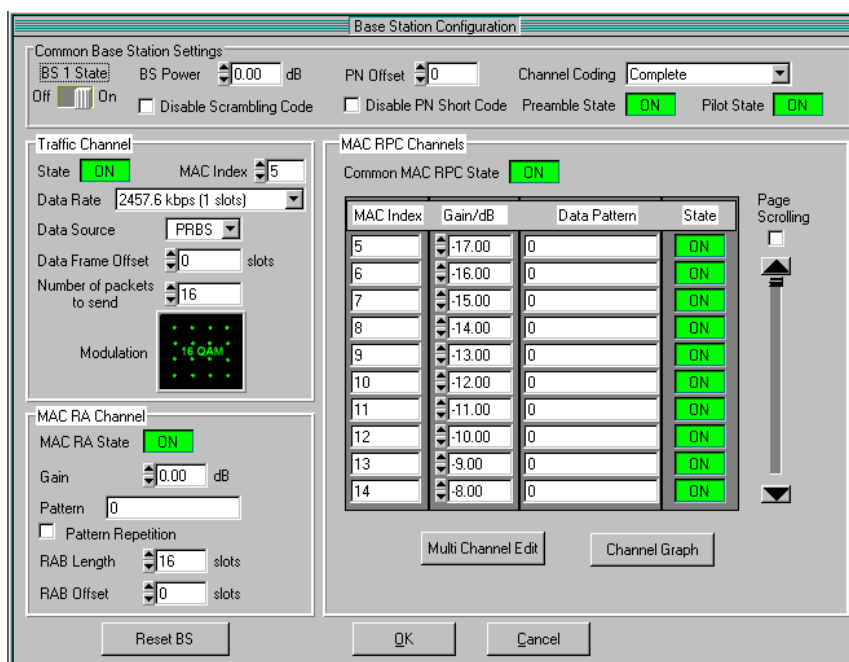 Base Station Configuration
Common Base Station Settings
BS 1 State BS Power 0.00 dB PN Offset 0 Channel Coding Complete
Off On Disable Scrambling Code Disable PN Short Code Preamble State ON Pilot State ON
Traffic Channel
State ON MAC Index 5
Data Rate 2457.6 kbps (1 slots)
Data Source PRBS
Data Frame Offset 0 slots
Number of packets to send 16
Modulation 16 QAM
MAC RA Channel
MAC RA State ON
Gain 0.00 dB
Pattern 0
Pattern Repetition
RAB Length 16 slots
RAB Offset 0 slots
MAC RPC Channels
Common MAC RPC State ON
MAC Index Gain/dB Data Pattern State
5 -17.00 0 ON
6 -16.00 0 ON
7 -15.00 0 ON
8 -14.00 0 ON
9 -13.00 0 ON
10 -12.00 0 ON
11 -11.00 0 ON
12 -10.00 0 ON
13 -9.00 0 ON
14 -8.00 0 ON
Page Scrolling
Multi Channel Edit Channel Graph
Reset BS OK Cancel